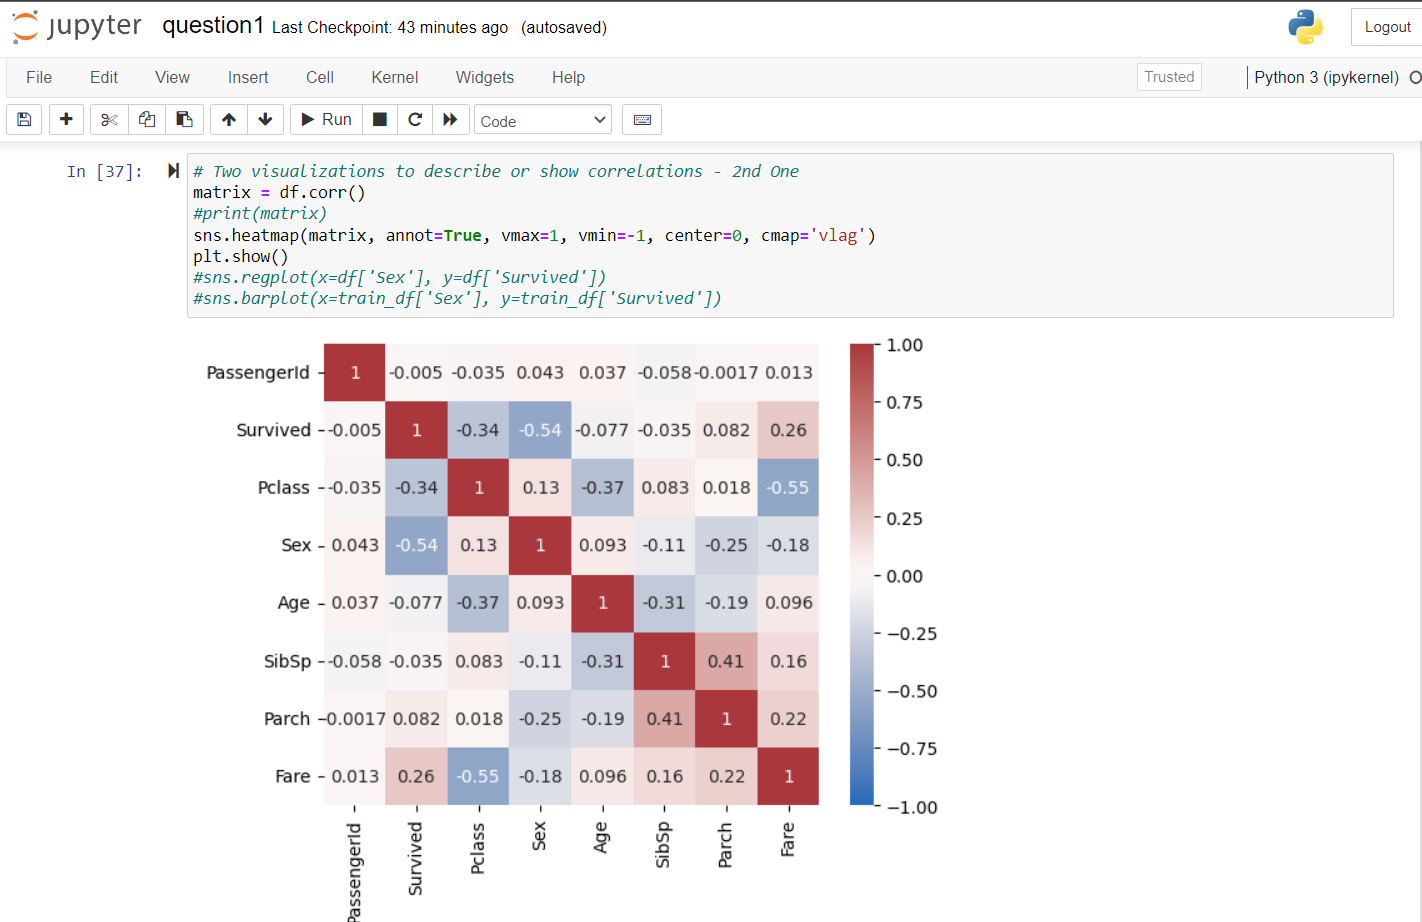 jupyter question1 Last Checkpoint: 43 minutes ago (autosaved) Logout
File Edit View Insert Cell Kernel Widgets Help Trusted Python 3 (ipykernel)
Run Code
In [37]: # Two visualizations to describe or show correlations - 2nd One
matrix = df.corr()
#print(matrix)
sns.heatmap(matrix, annot=True, vmax=1, vmin=-1, center=0, cmap='vlag')
plt.show()
#sns.regplot(x=df['Sex'], y=df['Survived'])
#sns.barplot(x=train_df['Sex'], y=train_df['Survived'])
PassengerId 1 -0.005 -0.035 0.043 0.037 -0.058 -0.0017 0.013
Survived -0.005 1 -0.34 -0.54 -0.077 -0.035 0.082 0.26
Pclass -0.035 -0.34 1 0.13 -0.37 0.083 0.018 -0.55
Sex 0.043 -0.54 0.13 1 0.093 -0.11 -0.25 -0.18
Age 0.037 -0.077 -0.37 0.093 1 -0.31 -0.19 0.096
SibSp -0.058 -0.035 0.083 -0.11 -0.31 1 0.41 0.16
Parch -0.0017 0.082 0.018 -0.25 -0.19 0.41 1 0.22
Fare 0.013 0.26 -0.55 -0.18 0.096 0.16 0.22 1
PassengerId Survived Pclass Sex Age SibSp Parch Fare
1.00
0.75
0.50
0.25
0.00
−0.25
−0.50
−0.75
−1.00